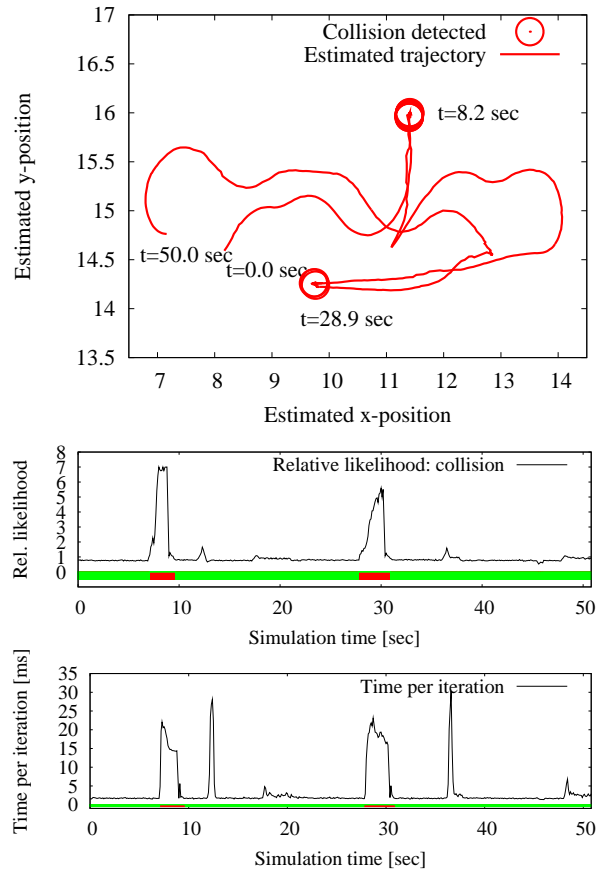 17
16.5
16
15.5
15
14.5
14
13.5
Estimated y-position
Collision detected
Estimated trajectory
t=8.2 sec
t=50.0 sec
t=0.0 sec
t=28.9 sec
7 8 9 10 11 12 13 14
Estimated x-position
8
7
6
5
4
3
2
1
0
Rel. likelihood
Relative likelihood: collision
0 10 20 30 40 50
Simulation time [sec]
35
30
25
20
15
10
5
0
Time per iteration [ms]
Time per iteration
0 10 20 30 40 50
Simulation time [sec]